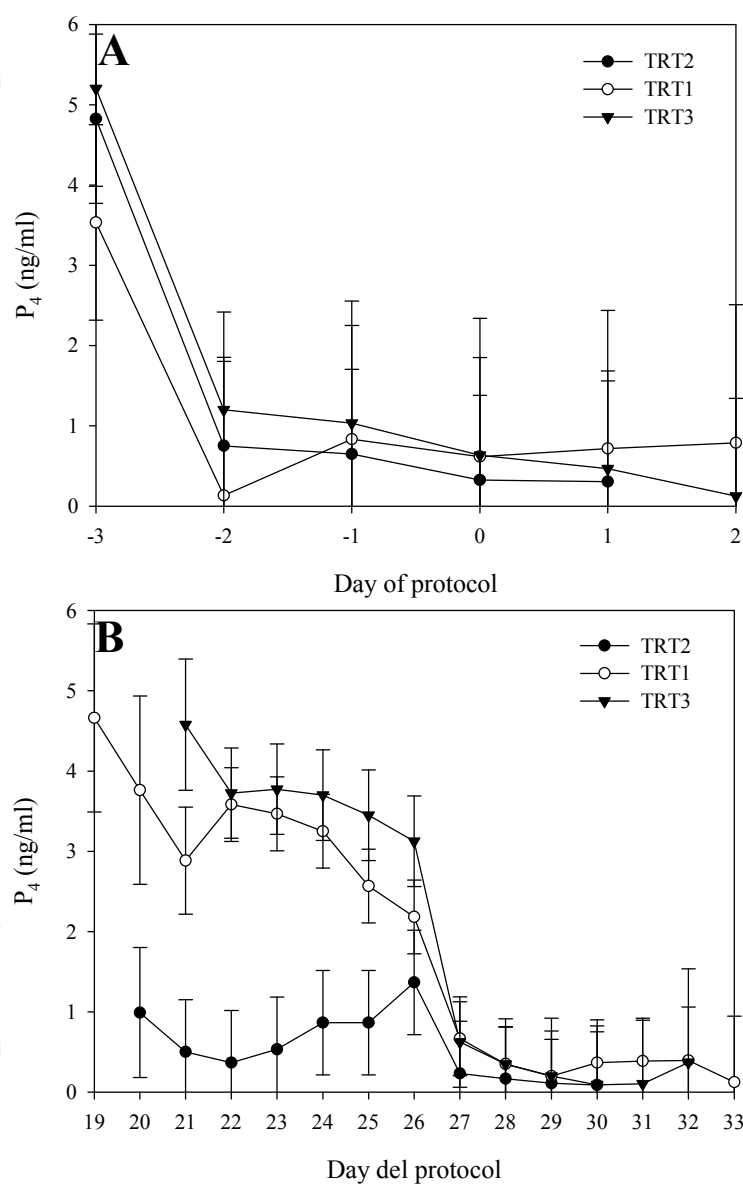 A
TRT2
TRT1
TRT3
6
5
4
3
2
1
0
P4 (ng/ml)
-3 -2 -1 0 1 2
Day of protocol
B
TRT2
TRT1
TRT3
6
5
4
3
2
1
0
P4 (ng/ml)
19 20 21 22 23 24 25 26 27 28 29 30 31 32 33
Day del protocol